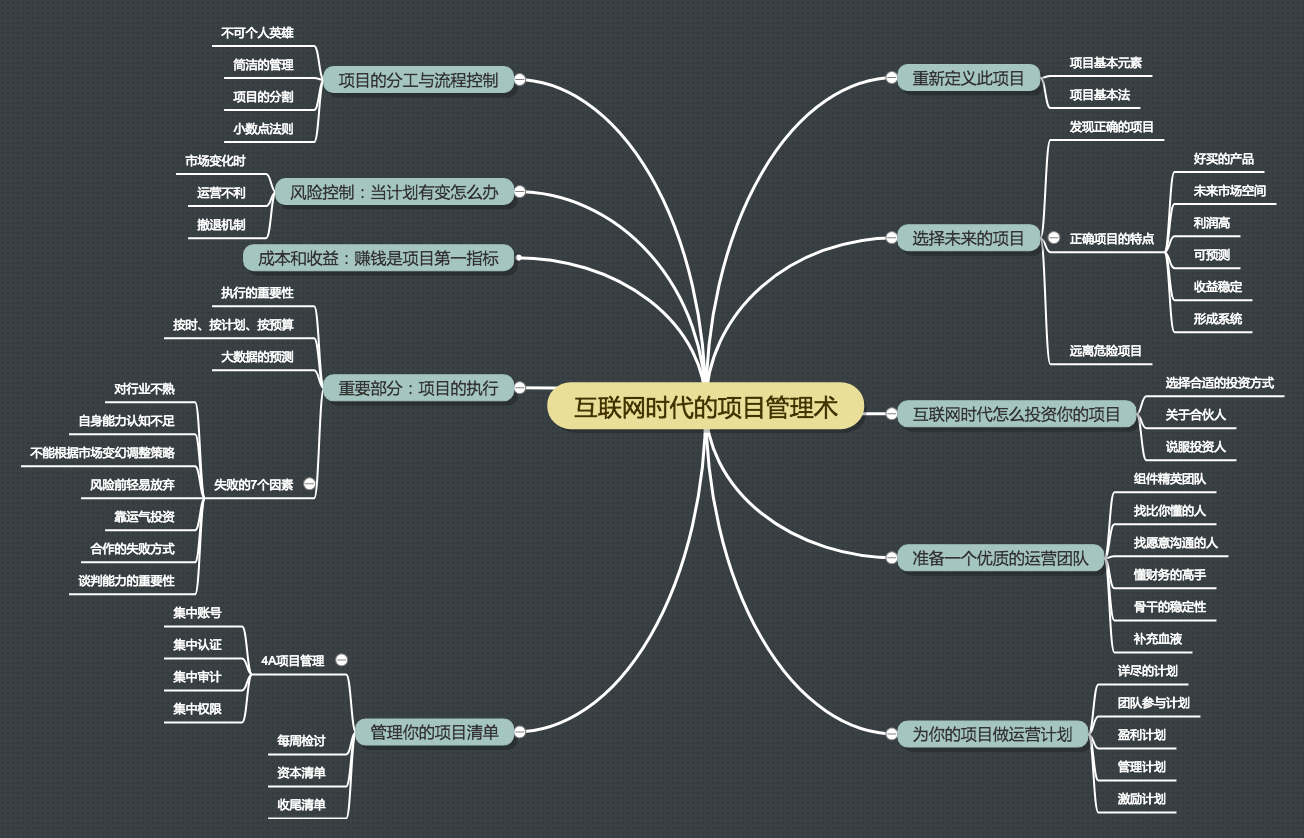 互联网时代的项目管理术
重新定义此项目
项目基本元素
项目基本法
选择未来的项目
发现正确的项目
正确项目的特点
好买的产品
未来市场空间
利润高
可预测
收益稳定
形成系统
远离危险项目
互联网时代怎么投资你的项目
选择合适的投资方式
关于合伙人
说服投资人
准备一个优质的运营团队
组件精英团队
找比你懂的人
找愿意沟通的人
懂财务的高手
骨干的稳定性
补充血液
为你的项目做运营计划
详尽的计划
团队参与计划
盈利计划
管理计划
激励计划
项目的分工与流程控制
不可个人英雄
简洁的管理
项目的分割
小数点法则
风险控制：当计划有变怎么办
市场变化时
运营不利
撤退机制
成本和收益：赚钱是项目第一指标
重要部分：项目的执行
执行的重要性
按时、按计划、按预算
大数据的预测
失败的7个因素
对行业不熟
自身能力认知不足
不能根据市场变幻调整策略
风险前轻易放弃
靠运气投资
合作的失败方式
谈判能力的重要性
管理你的项目清单
4A项目管理
集中账号
集中认证
集中审计
集中权限
每周检讨
资本清单
收尾清单